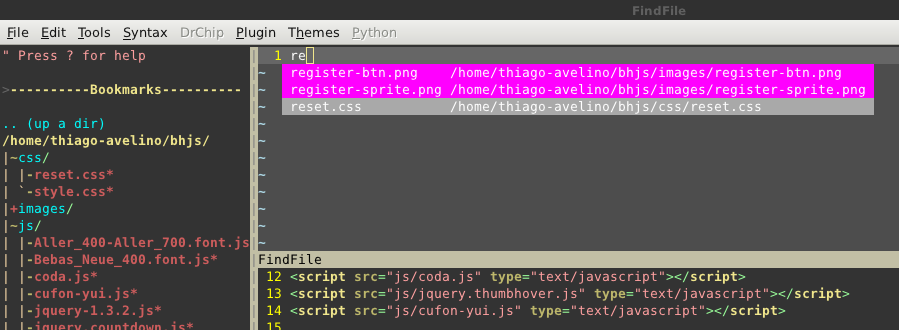 FindFile
File Edit Tools Syntax DrChip Plugin Themes Python
" Press ? for help
>----------Bookmarks----------
.. (up a dir)
/home/thiago-avelino/bhjs/
|~css/
| |-reset.css*
| `-style.css*
|+images/
|~js/
| |-Aller_400-Aller_700.font.js
| |-Bebas_Neue_400.font.js*
| |-coda.js*
| |-cufon-yui.js*
| |-jquery-1.3.2.js*
| |-jquery.countdown.js*
1 re
~ register-btn.png /home/thiago-avelino/bhjs/images/register-btn.png
~ register-sprite.png /home/thiago-avelino/bhjs/images/register-sprite.png
~ reset.css /home/thiago-avelino/bhjs/css/reset.css
~
~
~
~
~
~
~
~
FindFile
12 <script src="js/coda.js" type="text/javascript"></script>
13 <script src="js/jquery.thumbhover.js" type="text/javascript"></script>
14 <script src="js/cufon-yui.js" type="text/javascript"></script>
15